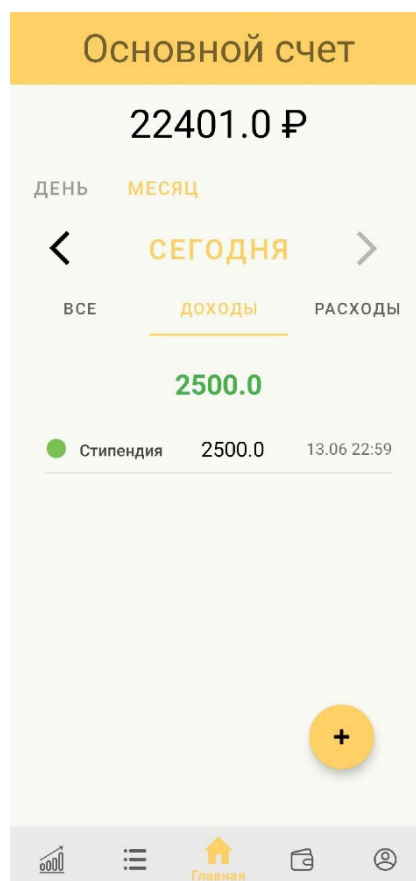 Основной счет
22401.0 ₽
ДЕНЬ МЕСЯЦ
СЕГОДНЯ
ВСЕ ДОХОДЫ РАСХОДЫ
2500.0
Стипендия 2500.0 13.06 22:59
+
Главная